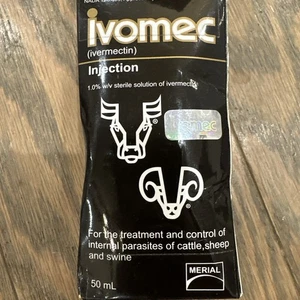 ivomec
(ivermectin)
Injection
1.0% w/v sterile solution of ivermectin
ivomec
For the treatment and control of
internal parasites of cattle,sheep
and swine
MERIAL
50 mL